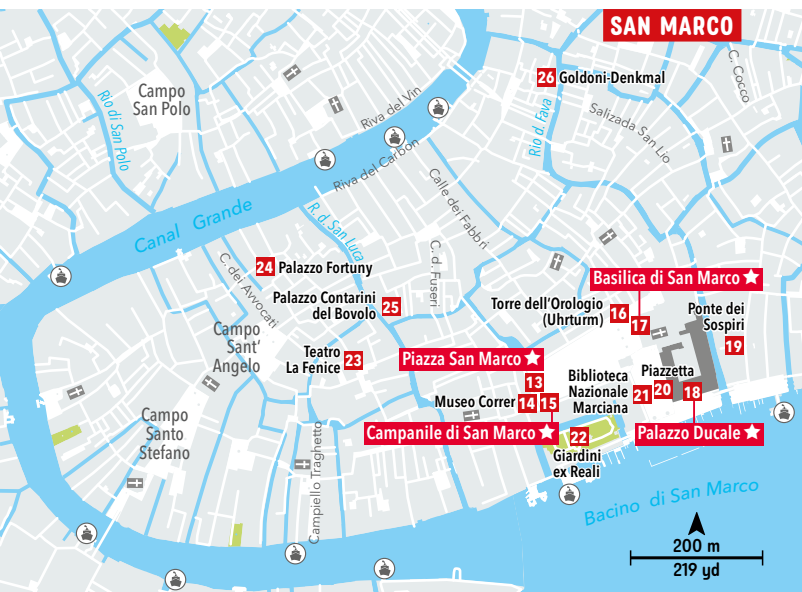 SAN MARCO
26 Goldoni-Denkmal
C. Cocco
Campo
San Polo
Rio di San Polo
Riva del Vin
Rio d. Fava
Salizada San Lio
Riva del Carbon
Calle dei Fabbri
Canal Grande
R. d. San Luca
C. dei Avvocati
24 Palazzo Fortuny
C. d. Fuseri
Basilica di San Marco
Palazzo Contarini
del Bovolo
25
Torre dell'Orologio
(Uhrturm)
16
17
Ponte dei
Sospiri
19
Campo
Sant'
Angelo
Teatro
La Fenice
23
Piazza San Marco
13
Museo Correr 14 15
Biblioteca
Nazionale
Marciana
21
Piazzetta
20
18
Campo
Santo
Stefano
Campiello Traghetto
Campanile di San Marco
22
Giardini
ex Reali
Palazzo Ducale
Bacino di San Marco
200 m
219 yd